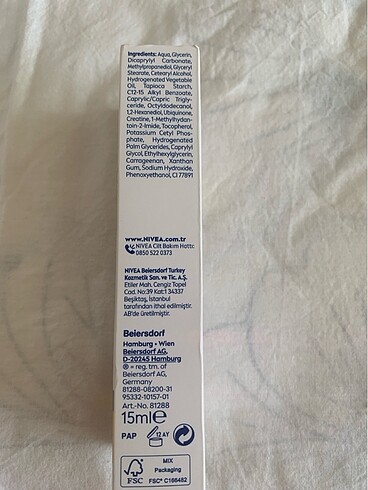 Ingredients: Aqua, Glycerin,
Dicaprylyl Carbonate,
Methylpropanediol, Glyceryl
Stearate, Cetearyl Alcohol,
Hydrogenated Vegetable
Oil, Tapioca Starch,
C12-15 Alkyl Benzoate,
Caprylic/Capric Trigly-
ceride, Octyldodecanol,
1,2-Hexanediol, Ubiquinone,
Creatine, 1-Methylhydan-
toin-2-Imide, Tocopherol,
Potassium Cetyl Phos-
phate, Hydrogenated
Palm Glycerides, Caprylyl
Glycol, Ethylhexylglycerin,
Carrageenan, Xanthan
Gum, Sodium Hydroxide,
Phenoxyethanol, CI 77891
www.NIVEA.com.tr
NIVEA Cilt Bakım Hattı:
0850 522 0373
NIVEA Beiersdorf Turkey
Kozmetik San. ve Tic. A.Ş.
Etiler Mah. Cengiz Topel
Cad. No:39 Kat:1 34337
Beşiktaş, İstanbul
tarafından ithal edilmiştir.
AB'de üretilmiştir.
Beiersdorf
Hamburg • Wien
Beiersdorf AG,
D-20245 Hamburg
® = reg. tm. of
Beiersdorf AG,
Germany
81288-08200-31
95332-10157-01
Art.-No. 81288
15ml e
PAP 12 AY
FSC
MIX
Packaging
FSC® C166482